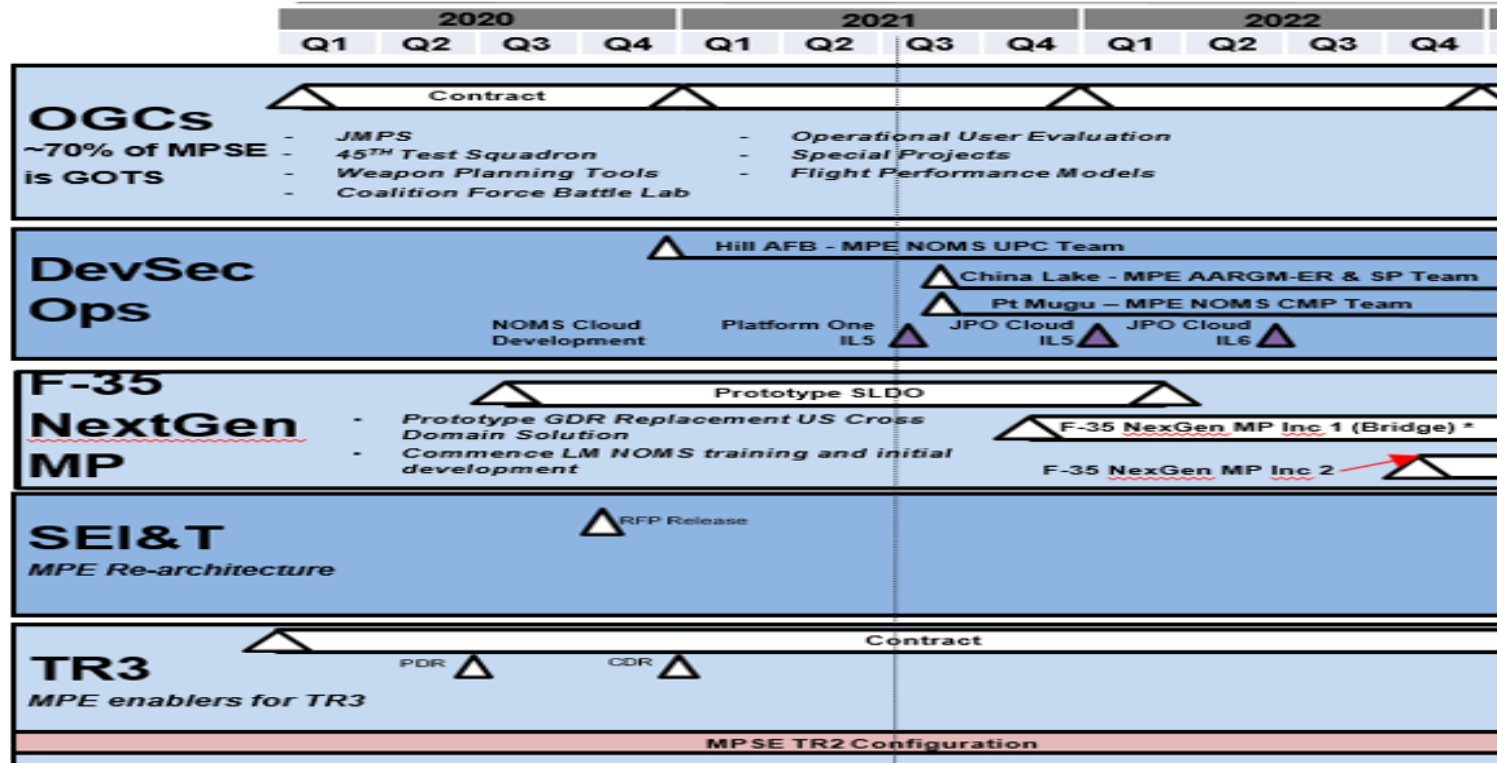 2020 2021 2022
Q1 Q2 Q3 Q4 Q1 Q2 Q3 Q4 Q1 Q2 Q3 Q4
OGCs
~70% of MPSE
is GOTS
Contract
- JMPS
- 45TH Test Squadron
- Weapon Planning Tools
- Coalition Force Battle Lab
- Operational User Evaluation
- Special Projects
- Flight Performance Models
DevSec
Ops
Hill AFB - MPE NOMS UPC Team
China Lake - MPE AARGM-ER & SP Team
Pt Mugu – MPE NOMS CMP Team
NOMS Cloud
Development
Platform One
IL5
JPO Cloud
IL5
JPO Cloud
IL6
F-35
NextGen
MP
Prototype SLDO
- Prototype GDR Replacement US Cross
Domain Solution
- Commence LM NOMS training and initial
development
F-35 NexGen MP Inc 1 (Bridge) *
F-35 NexGen MP Inc 2
SEI&T
MPE Re-architecture
RFP Release
TR3
MPE enablers for TR3
Contract
PDR
CDR
MPSE TR2 Configuration